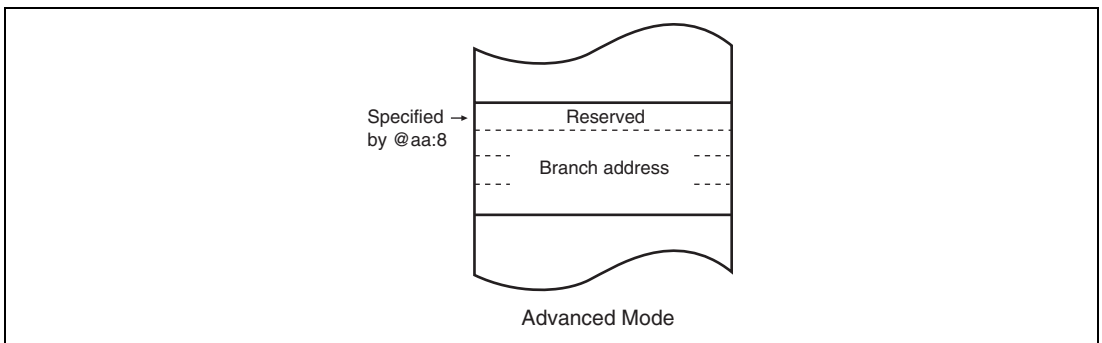 Specified → Reserved
by @aa:8
Branch address
Advanced Mode